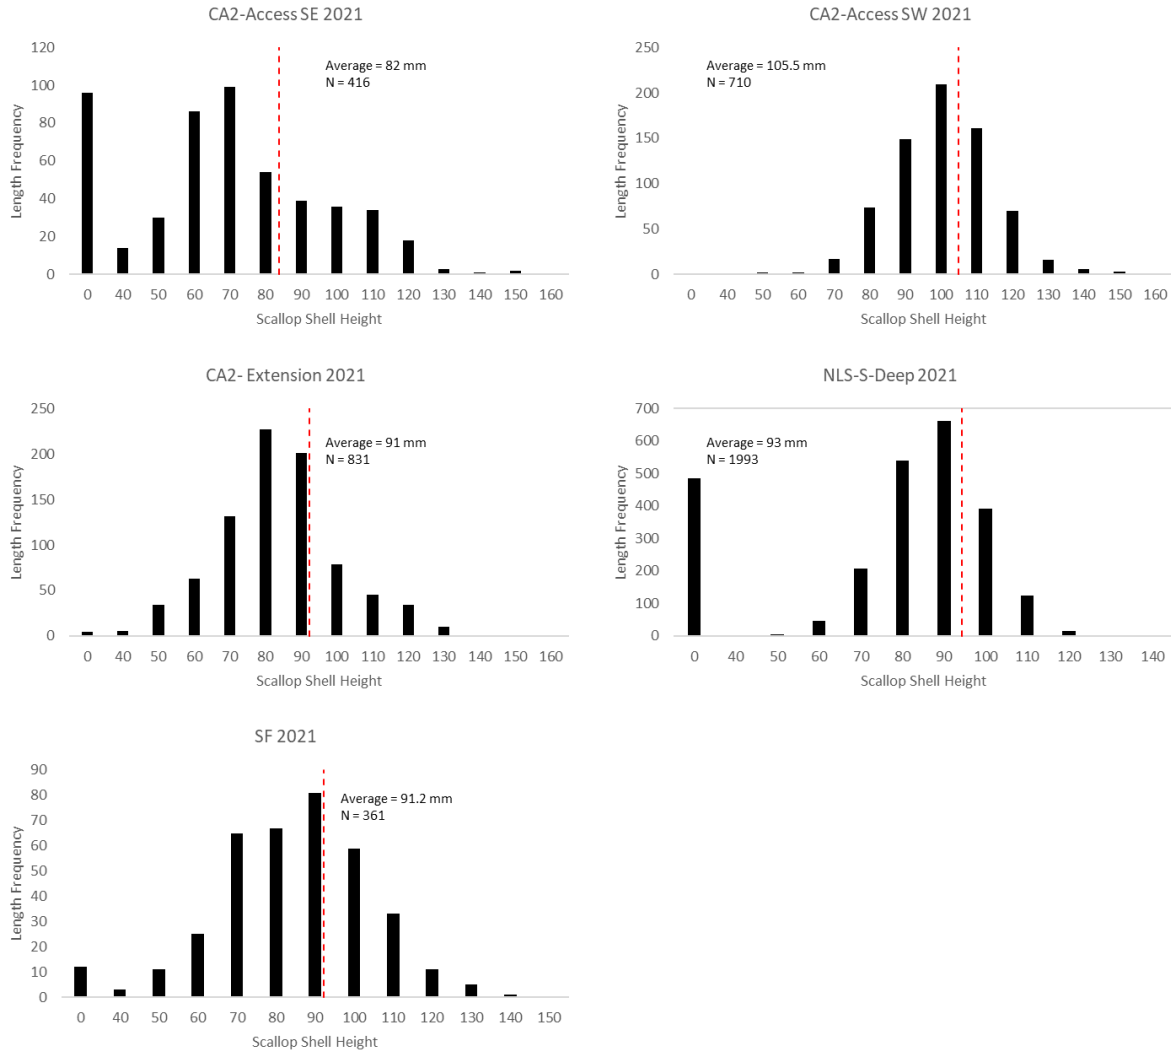 CA2-Access SE 2021
Average = 82 mm
N = 416
Length Frequency
120
100
80
60
40
20
0
0 40 50 60 70 80 90 100 110 120 130 140 150 160
Scallop Shell Height
CA2-Access SW 2021
Average = 105.5 mm
N = 710
Length Frequency
250
200
150
100
50
0
0 40 50 60 70 80 90 100 110 120 130 140 150 160
Scallop Shell Height
CA2- Extension 2021
Average = 91 mm
N = 831
Length Frequency
250
200
150
100
50
0
0 40 50 60 70 80 90 100 110 120 130 140 150 160
Scallop Shell Height
NLS-S-Deep 2021
Average = 93 mm
N = 1993
Length Frequency
700
600
500
400
300
200
100
0
0 40 50 60 70 80 90 100 110 120 130 140
Scallop Shell Height
SF 2021
Average = 91.2 mm
N = 361
Length Frequency
90
80
70
60
50
40
30
20
10
0
0 40 50 60 70 80 90 100 110 120 130 140 150
Scallop Shell Height